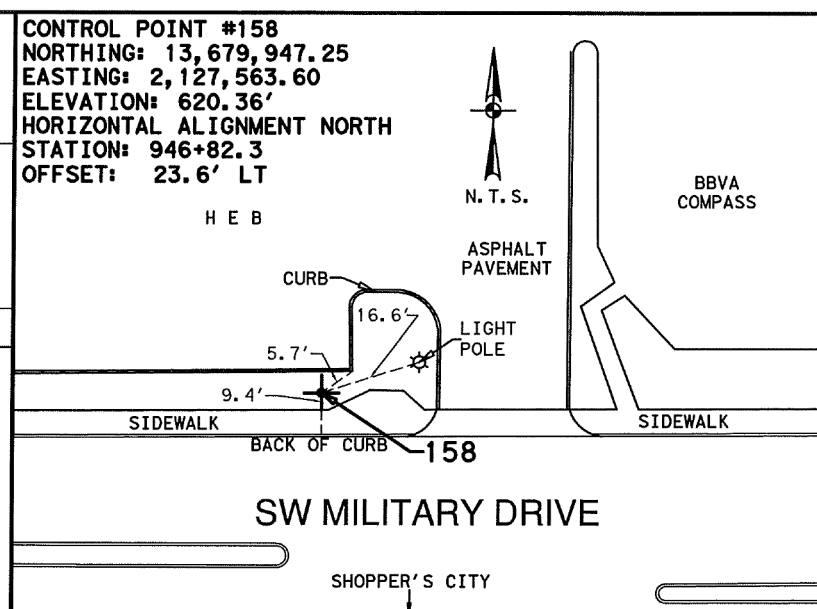 CONTROL POINT #158
NORTHING: 13,679,947.25
EASTING: 2,127,563.60
ELEVATION: 620.36'
HORIZONTAL ALIGNMENT NORTH
STATION: 946+82.3
OFFSET: 23.6' LT
H E B
N.T.S.
BBVA
COMPASS
ASPHALT
PAVEMENT
CURB
16.6'
LIGHT
POLE
5.7'
9.4'
SIDEWALK
SIDEWALK
BACK OF CURB
158
SW MILITARY DRIVE
SHOPPER'S CITY